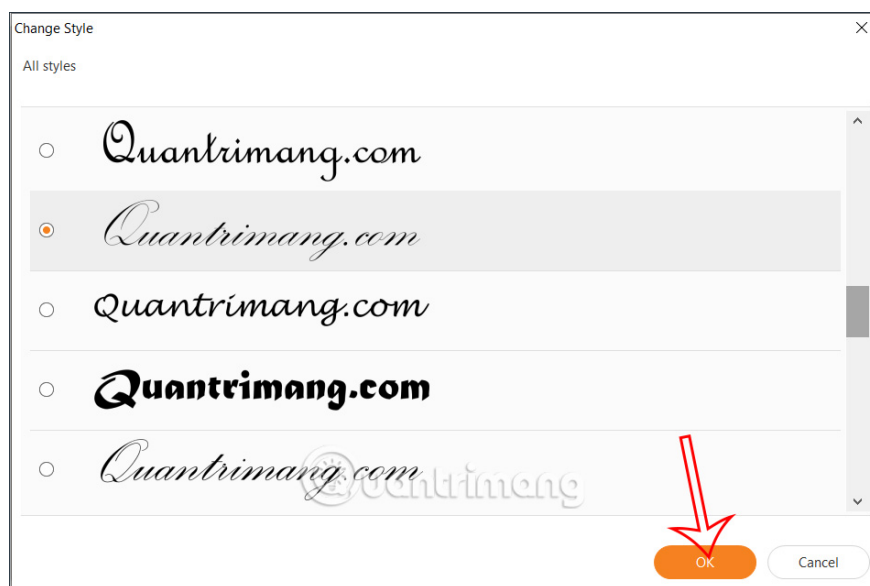 Change Style
All styles
Quantrimang.com
Quantrimang.com
Quantrimang.com
Quantrimang.com
Quantrimang.com
Quantrimang
OK
Cancel